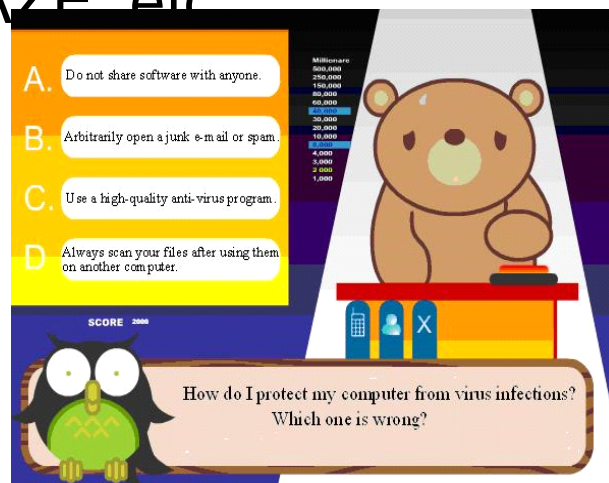 A. Do not share software with anyone.
B. Arbitrarily open a junk e-mail or spam.
C. Use a high-quality anti-virus program.
D Always scan your files after using them
on another computer.
Millionare
500,000
250,000
150,000
80,000
60,000
40,000
30,000
20,000
10,000
8,000
4,000
3,000
2 000
1,000
X
SCORE 2000
How do I protect my computer from virus infections?
Which one is wrong?